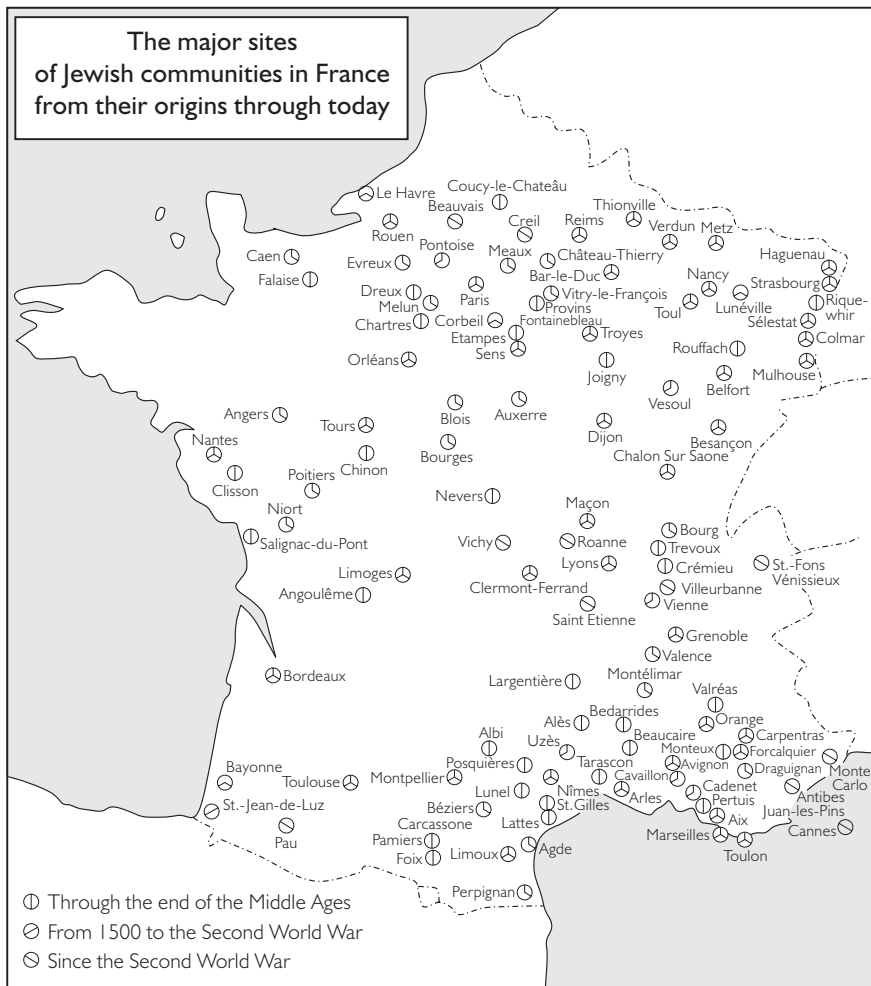 The major sites
of Jewish communities in France
from their origins through today
Le Havre
Coucy-le-Chateâu
Beauvais
Rouen
Creil
Reims
Thionville
Verdun
Metz
Caen
Falaise
Evreux
Pontoise
Meaux
Château-Thierry
Bar-le-Duc
Haguenau
Strasbourg
Nancy
Dreux
Melun
Paris
Vitry-le-François
Provins
Toul
Lunéville
Rique-
whir
Chartres
Corbeil
Fontainebleau
Etampes
Sens
Troyes
Sélestat
Colmar
Rouffach
Orléans
Joigny
Belfort
Mulhouse
Vesoul
Angers
Tours
Blois
Auxerre
Dijon
Besançon
Nantes
Chinon
Bourges
Chalon Sur Saone
Clisson
Poitiers
Nevers
Niort
Maçon
Salignac-du-Pont
Vichy
Roanne
Bourg
Trevoux
Limoges
Lyons
Crémieu
St.-Fons
Vénissieux
Clermont-Ferrand
Villeurbanne
Angoulême
Vienne
Saint Etienne
Grenoble
Valence
Bordeaux
Largentière
Montélimar
Valréas
Alès
Bedarrides
Orange
Albi
Uzès
Beaucaire
Carpentras
Monteux
Forcalquier
Posquières
Tarascon
Avignon
Draguignan
Monte
Carlo
Bayonne
Toulouse
Montpellier
Cavaillon
Cadenet
Antibes
Juan-les-Pins
St.-Jean-de-Luz
Lunel
Nîmes
Arles
Pertuis
Béziers
St.Gilles
Aix
Cannes
Pau
Carcassone
Lattes
Pamiers
Marseilles
Toulon
Foix
Limoux
Agde
Perpignan
Through the end of the Middle Ages
From 1500 to the Second World War
Since the Second World War